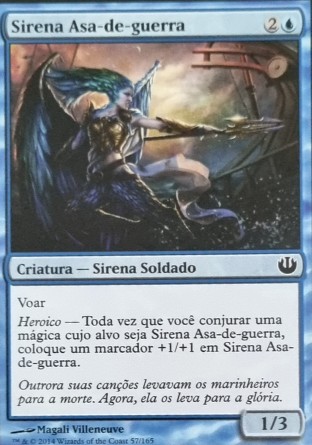 Sirena Asa-de-guerra 2
Criatura — Sirena Soldado
Voar
Heroico — Toda vez que você conjurar uma
mágica cujo alvo seja Sirena Asa-de-guerra,
coloque um marcador +1/+1 em Sirena Asa-
de-guerra.
Outrora suas canções levavam os marinheiros
para a morte. Agora, ela os leva para a glória.
1/3
Magali Villeneuve
™ & © 2014 Wizards of the Coast 57/165